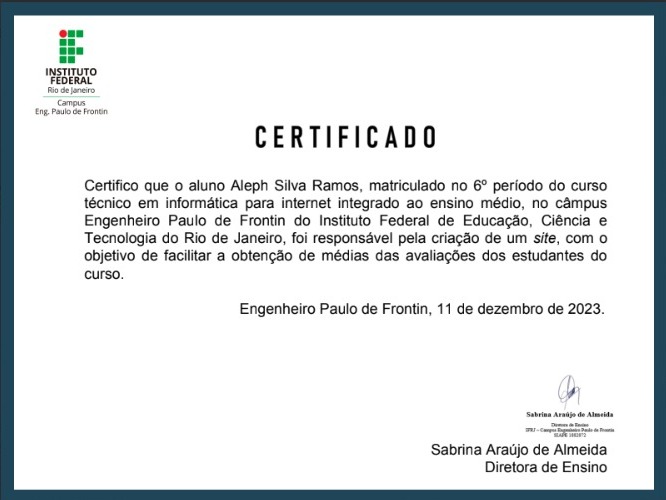 INSTITUTO
FEDERAL
Rio de Janeiro
Campus
Eng. Paulo de Frontin
CERTIFICADO
Certifico que o aluno Aleph Silva Ramos, matriculado no 6º período do curso
técnico em informática para internet integrado ao ensino médio, no câmpus
Engenheiro Paulo de Frontin do Instituto Federal de Educação, Ciência e
Tecnologia do Rio de Janeiro, foi responsável pela criação de um site, com o
objetivo de facilitar a obtenção de médias das avaliações dos estudantes do
curso.
Engenheiro Paulo de Frontin, 11 de dezembro de 2023.
Sabrina Araújo de Almeida
Diretora de Ensino
IFRJ – Campus Engenheiro Paulo de Frontin
SIAPE
Sabrina Araújo de Almeida
Diretora de Ensino